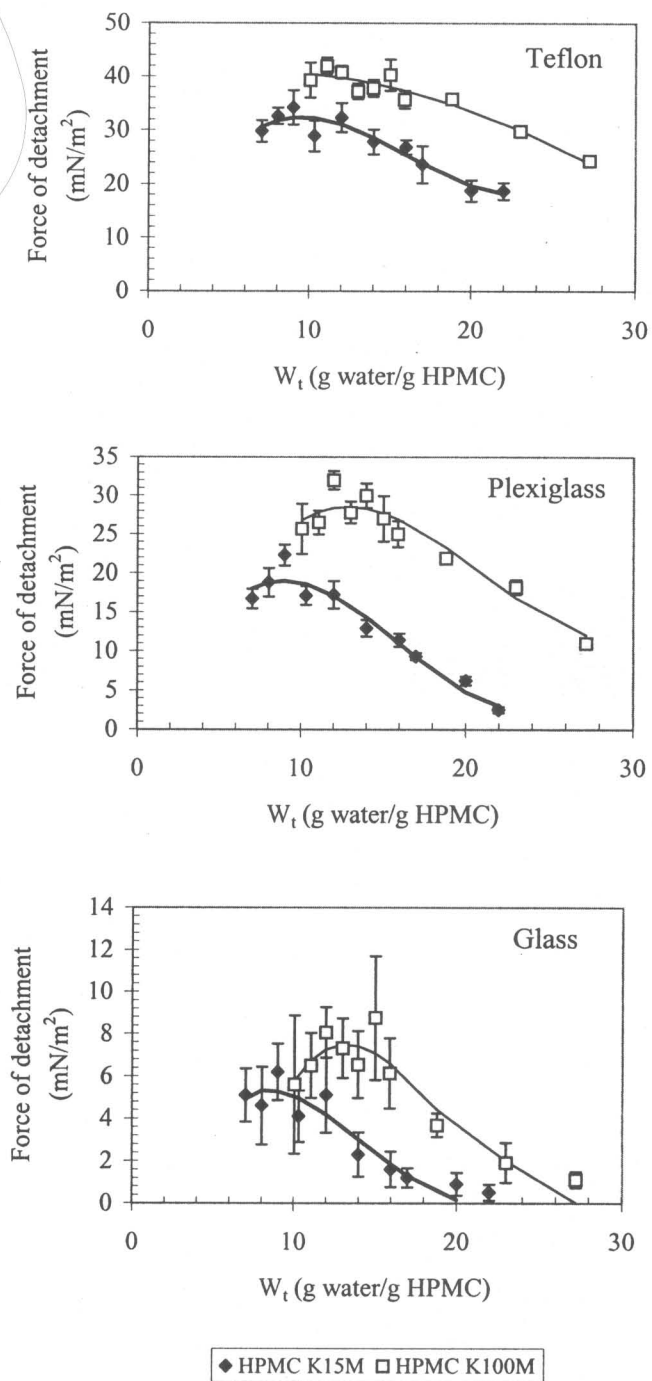 Teflon
Force of detachment
(mN/m²)
50
40
30
20
10
0
0 10 20 30
Wt (g water/g HPMC)
Plexiglass
Force of detachment
(mN/m²)
35
30
25
20
15
10
5
0
0 10 20 30
Wt (g water/g HPMC)
Glass
Force of detachment
(mN/m²)
14
12
10
8
6
4
2
0
0 10 20 30
Wt (g water/g HPMC)
HPMC K15M HPMC K100M